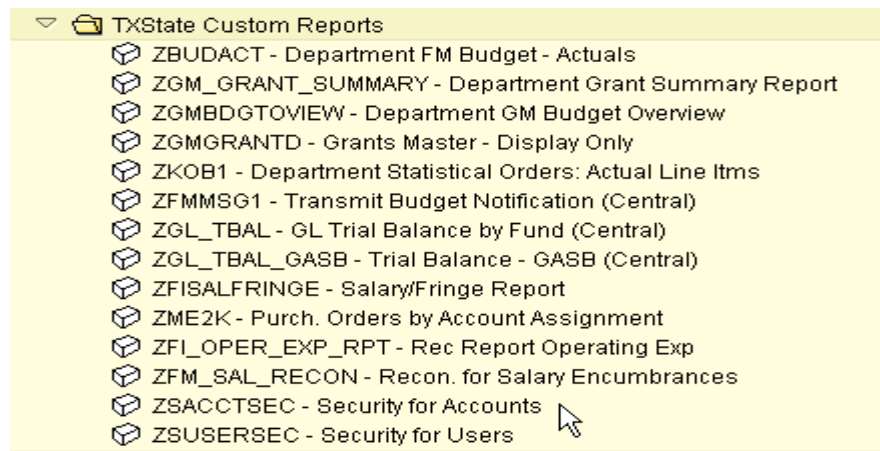 TXState Custom Reports
ZBUDACT - Department FM Budget - Actuals
ZGM_GRANT_SUMMARY - Department Grant Summary Report
ZGMBDGTOVIEW - Department GM Budget Overview
ZGMGRANTD - Grants Master - Display Only
ZKOB1 - Department Statistical Orders: Actual Line Itms
ZFMMSG1 - Transmit Budget Notification (Central)
ZGL_TBAL - GL Trial Balance by Fund (Central)
ZGL_TBAL_GASB - Trial Balance - GASB (Central)
ZFISALFRINGE - Salary/Fringe Report
ZME2K - Purch. Orders by Account Assignment
ZFI_OPER_EXP_RPT - Rec Report Operating Exp
ZFM_SAL_RECON - Recon. for Salary Encumbrances
ZSACCTSEC - Security for Accounts
ZSUSERSEC - Security for Users